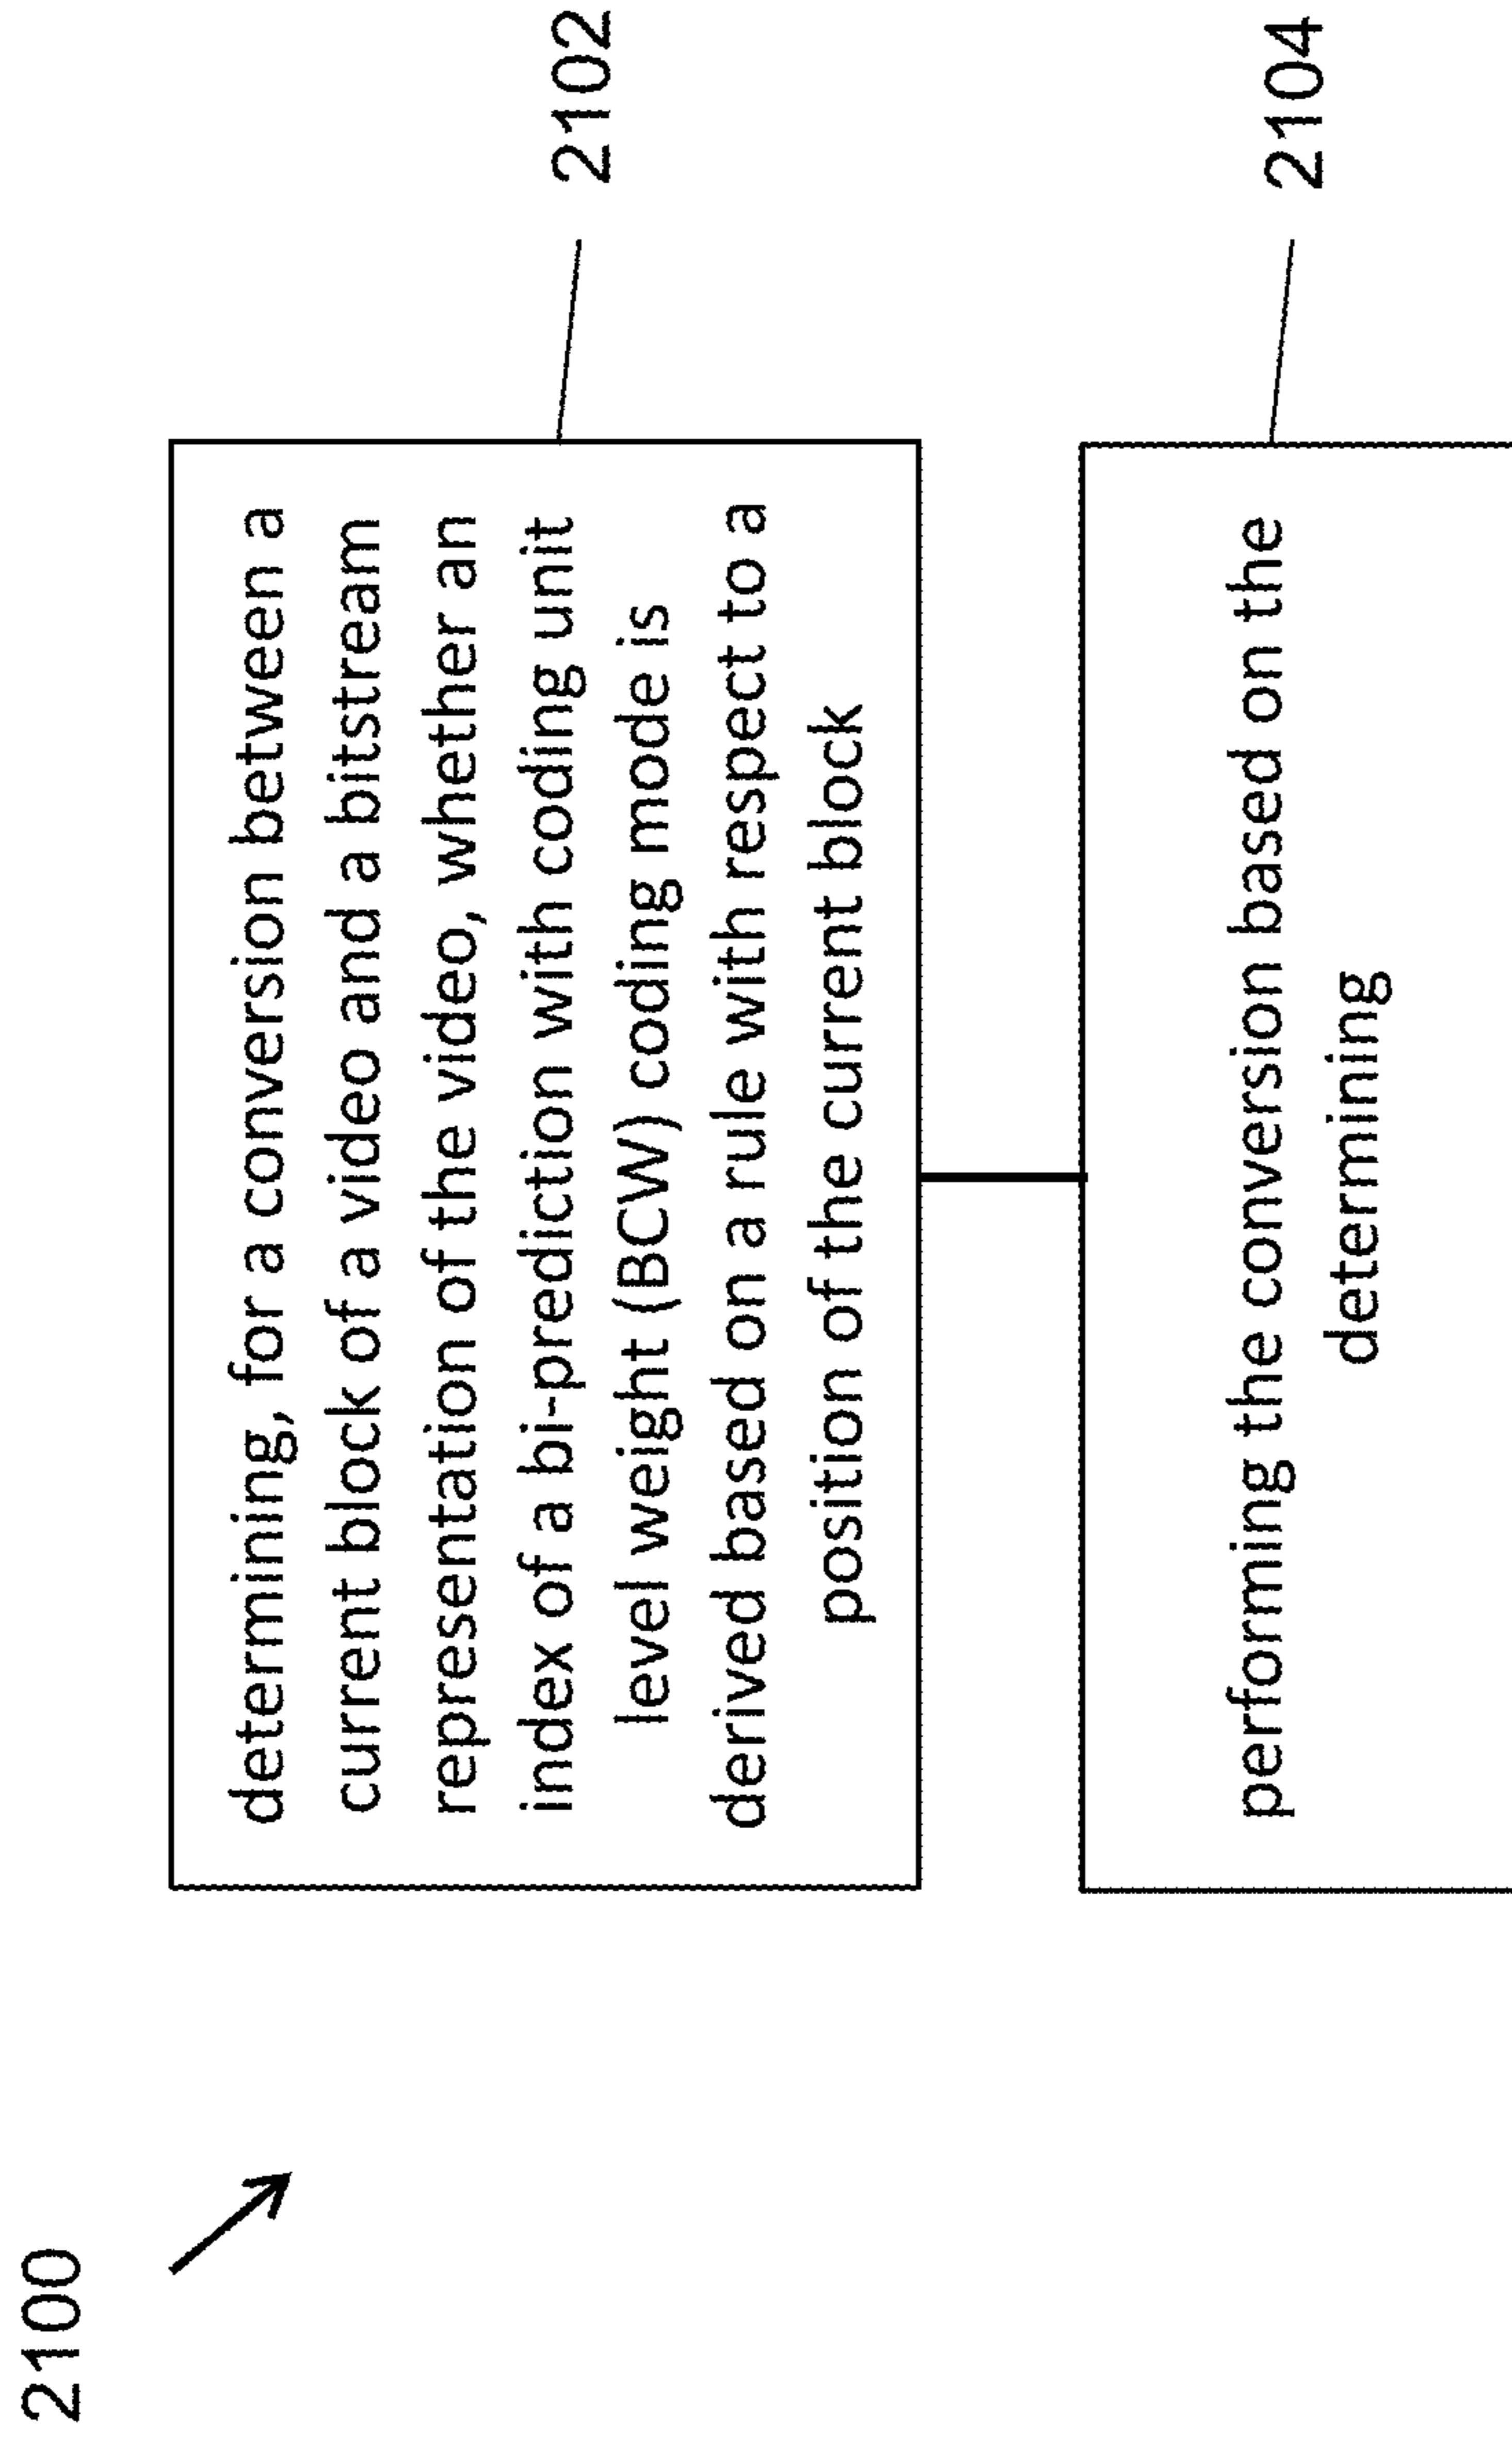 2100
determining, for a conversion between a
current block of a video and a bitstream
representation of the video, whether an
index of a bi-prediction with coding unit
level weight (BCW) coding mode is
derived based on a rule with respect to a
position of the current block
2102
performing the conversion based on the
determining
2104